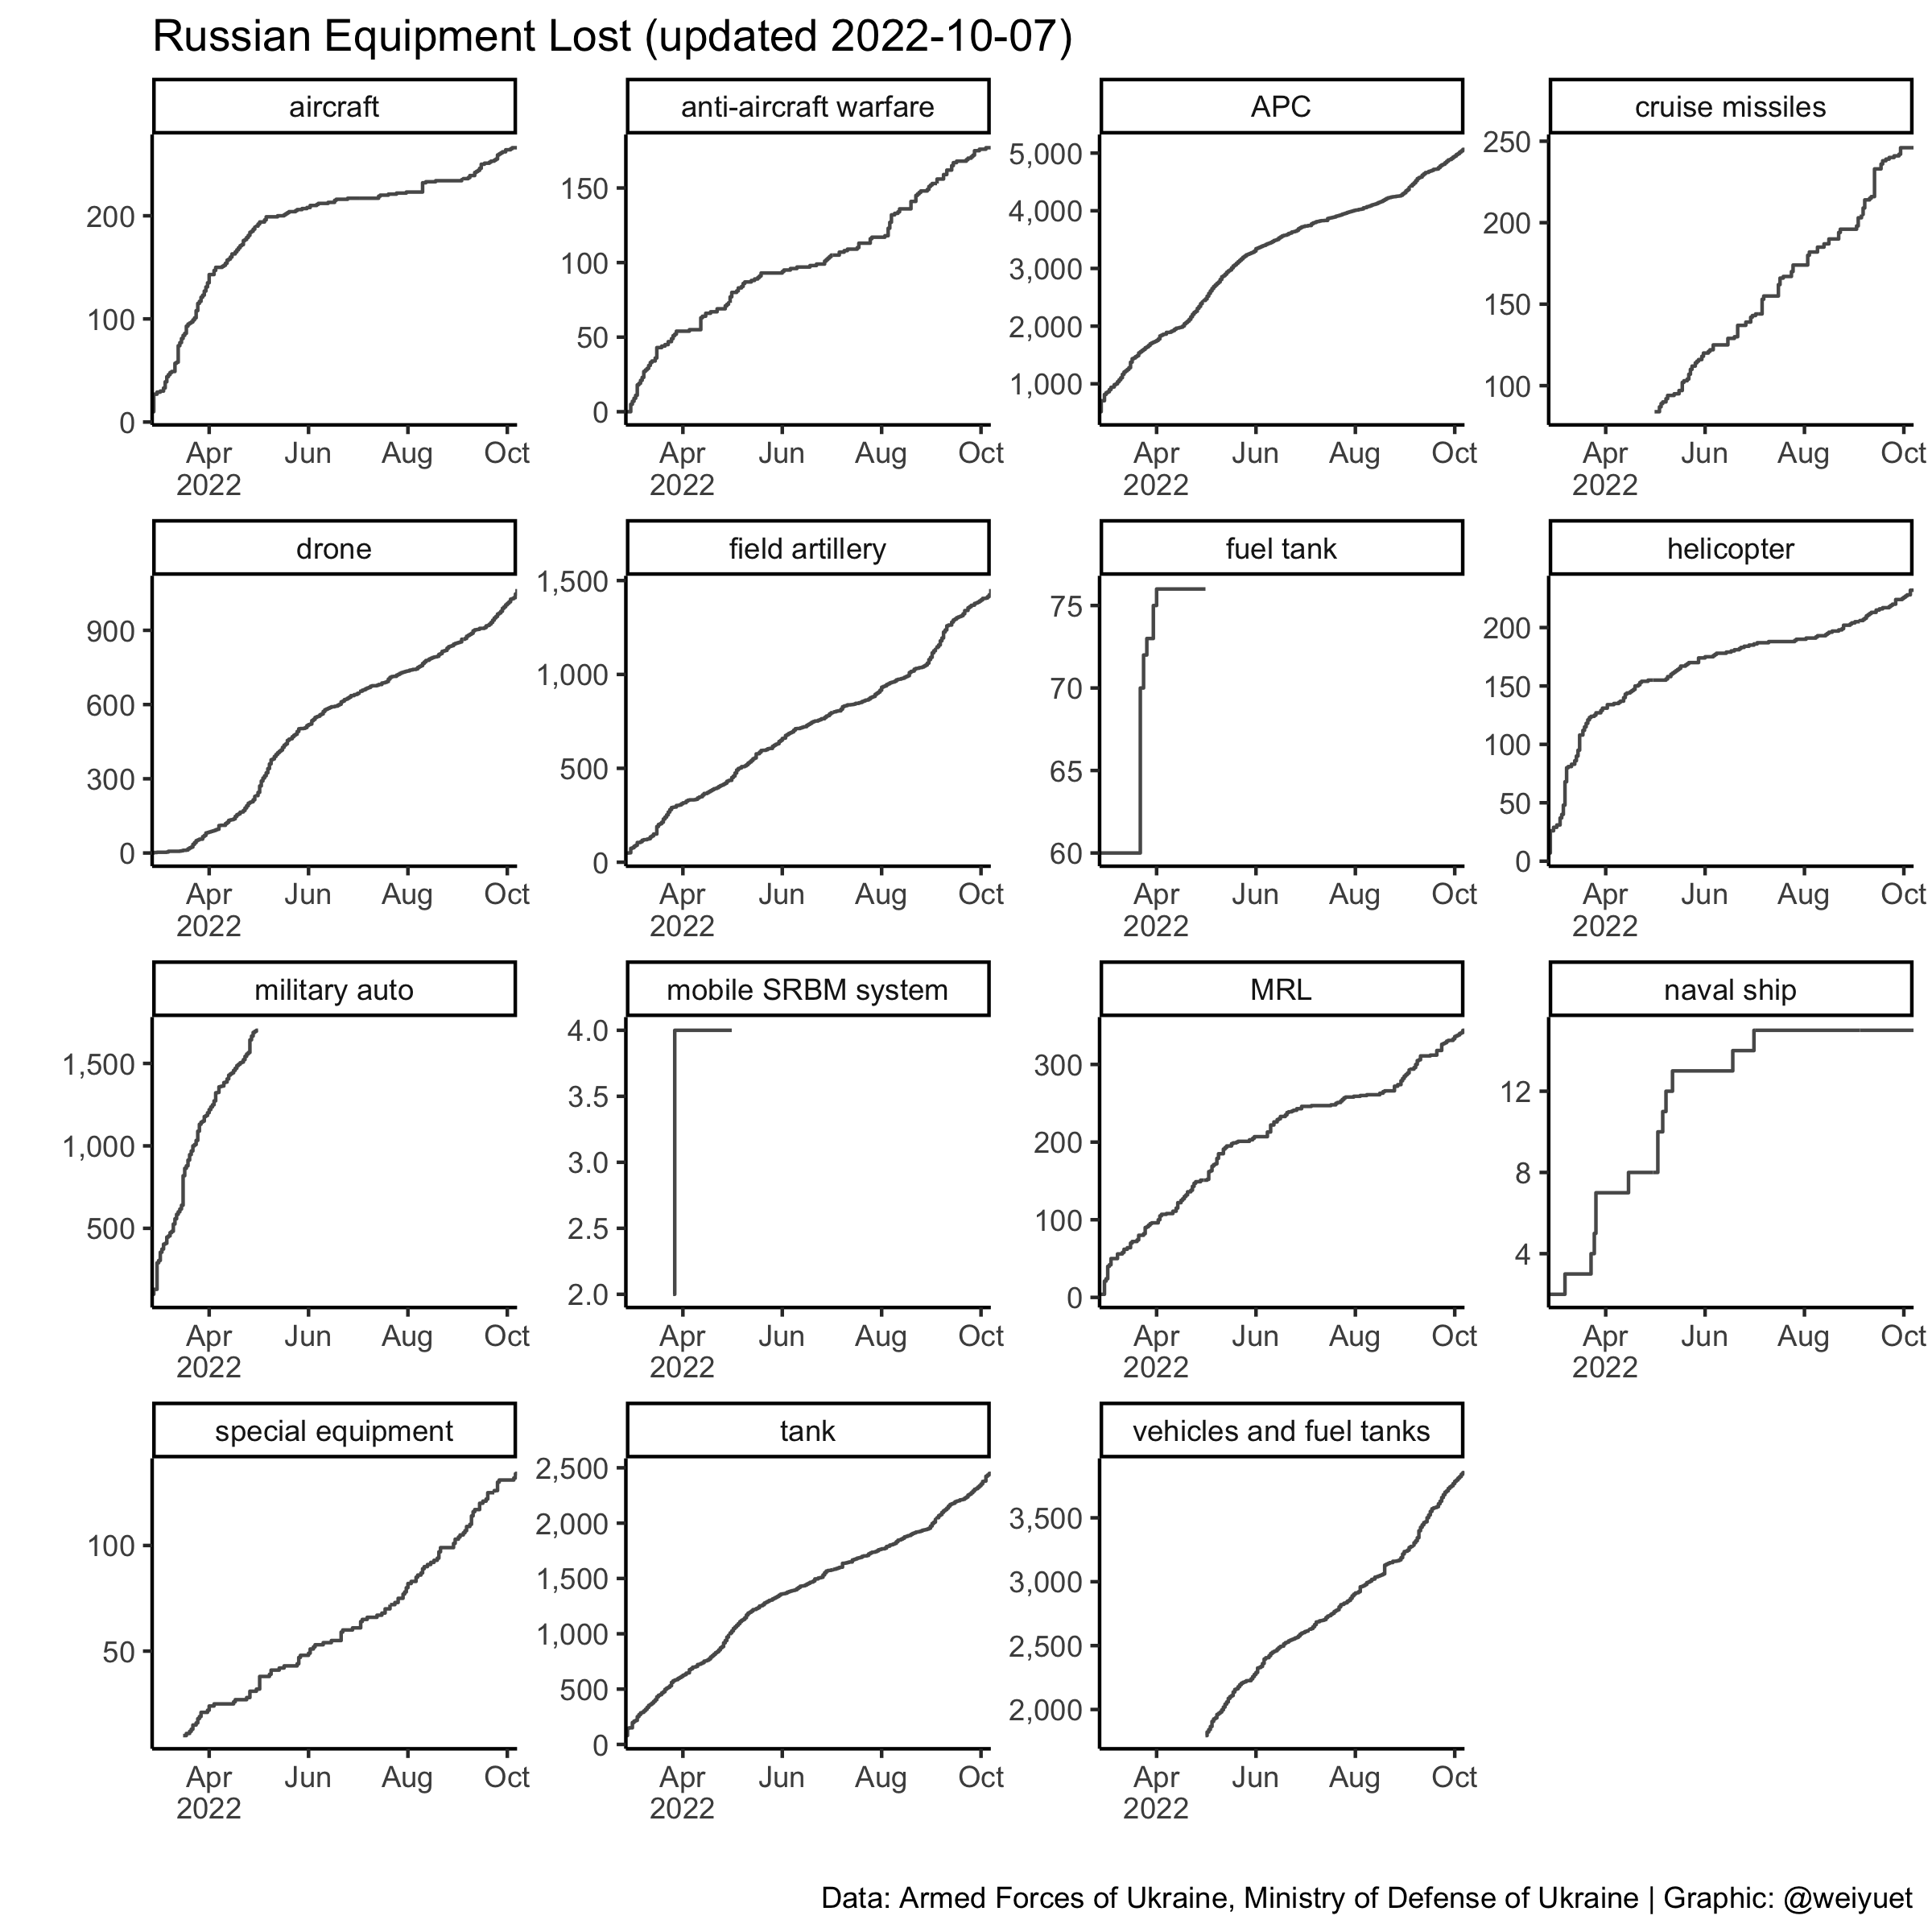 Russian Equipment Lost (updated 2022-10-07)
aircraft
anti-aircraft warfare
APC
cruise missiles
200
100
0
150
100
50
0
5,000
4,000
3,000
2,000
1,000
250
200
150
100
Apr Jun Aug Oct
2022
Apr Jun Aug Oct
2022
Apr Jun Aug Oct
2022
Apr Jun Aug Oct
2022
drone
field artillery
fuel tank
helicopter
900
600
300
0
1,500
1,000
500
0
75
70
65
60
200
150
100
50
0
Apr Jun Aug Oct
2022
Apr Jun Aug Oct
2022
Apr Jun Aug Oct
2022
Apr Jun Aug Oct
2022
military auto
mobile SRBM system
MRL
naval ship
1,500
1,000
500
4.0
3.5
3.0
2.5
2.0
300
200
100
0
12
8
4
Apr Jun Aug Oct
2022
Apr Jun Aug Oct
2022
Apr Jun Aug Oct
2022
Apr Jun Aug Oct
2022
special equipment
tank
vehicles and fuel tanks
100
50
2,500
2,000
1,500
1,000
500
0
3,500
3,000
2,500
2,000
Apr Jun Aug Oct
2022
Apr Jun Aug Oct
2022
Apr Jun Aug Oct
2022
Data: Armed Forces of Ukraine, Ministry of Defense of Ukraine | Graphic: @weiyuet